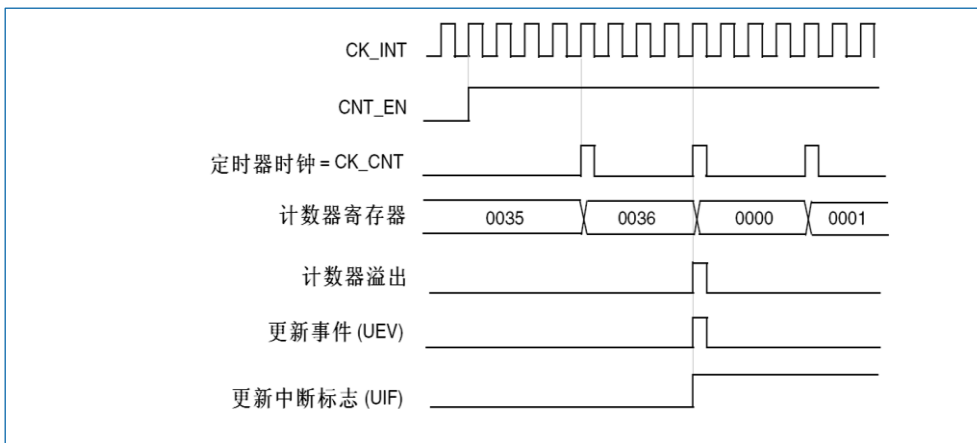 CK_INT
CNT_EN
定时器时钟 = CK_CNT
计数器寄存器 0035 0036 0000 0001
计数器溢出
更新事件 (UEV)
更新中断标志 (UIF)